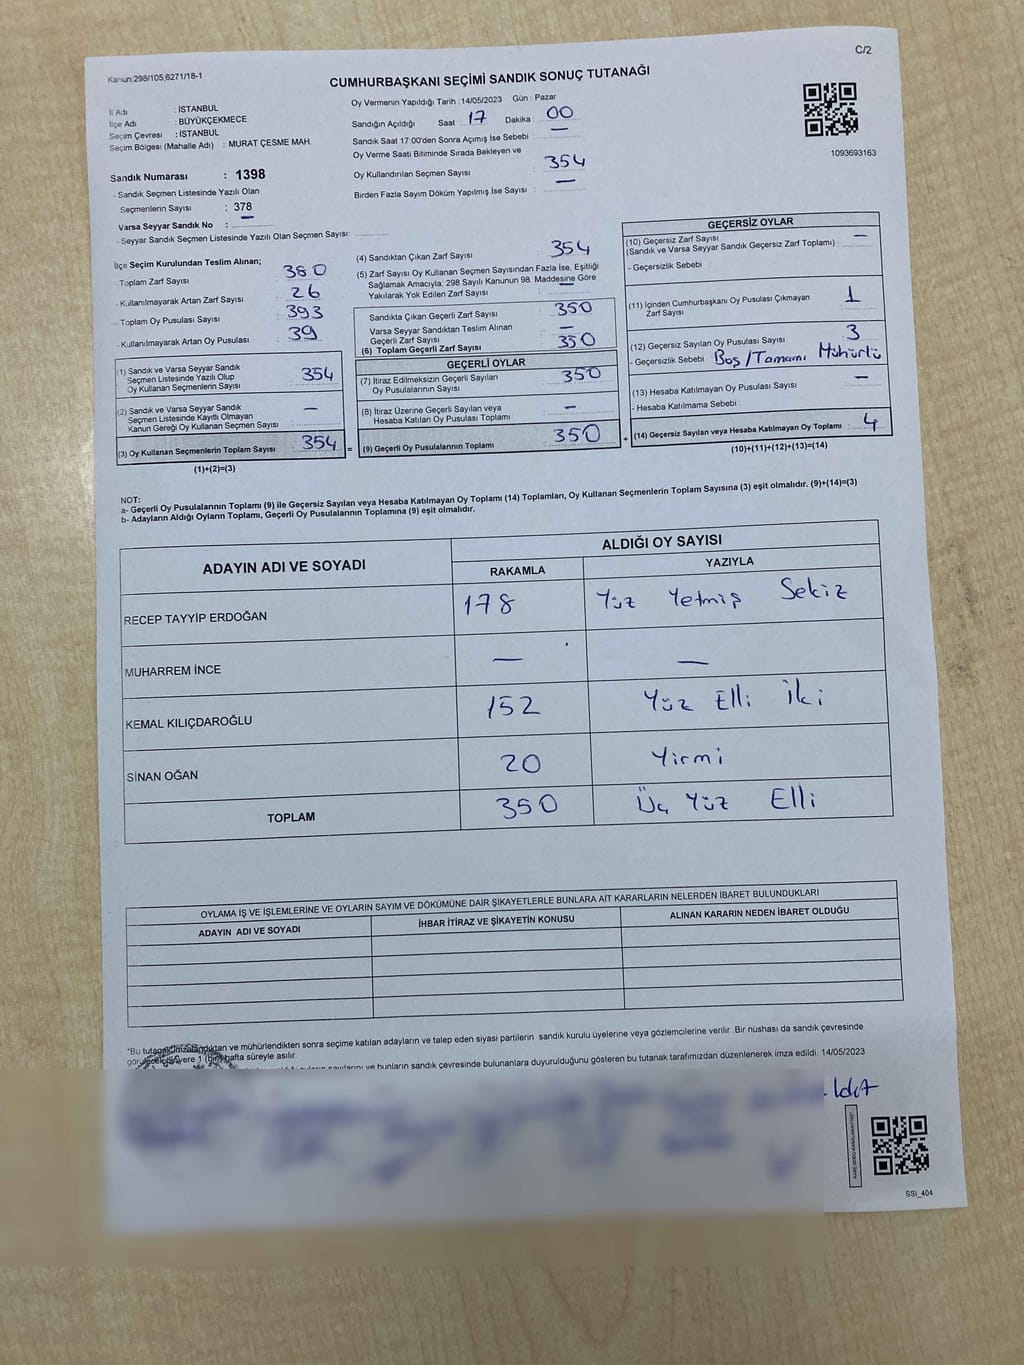 C/2
Kanun:298/105,6271/18-1
CUMHURBAŞKANI SEÇİMİ SANDIK SONUÇ TUTANAĞI
İl Adı : İSTANBUL
İlçe Adı : BÜYÜKÇEKMECE
Seçim Çevresi : İSTANBUL
Seçim Bölgesi (Mahalle Adı) : MURAT ÇESME MAH.
Sandık Numarası : 1398
- Sandık Seçmen Listesinde Yazılı Olan
Seçmenlerin Sayısı : 378
Varsa Seyyar Sandık No : —
- Seyyar Sandık Seçmen Listesinde Yazılı Olan Seçmen Sayısı:
Oy Vermenin Yapıldığı Tarih : 14/05/2023 Gün : Pazar
Sandığın Açıldığı Saat : 17 Dakika : 00
Sandık Saat 17:00'den Sonra Açımış İse Sebebi : —
Oy Verme Saati Bitiminde Sırada Bekleyen ve
Oy Kullandırılan Seçmen Sayısı : 354
Birden Fazla Sayım Döküm Yapılmış İse Sayısı : —
1093693163
İlçe Seçim Kurulundan Teslim Alınan;
- Toplam Zarf Sayısı : 380
- Kullanılmayarak Artan Zarf Sayısı : 26
- Toplam Oy Pusulası Sayısı : 393
- Kullanılmayarak Artan Oy Pusulası : 39
(1) Sandık ve Varsa Seyyar Sandık
Seçmen Listesinde Yazılı Olup
Oy Kullanan Seçmenlerin Sayısı : 354
(2) Sandık ve Varsa Seyyar Sandık
Seçmen Listesinde Kayıtlı Olmayan
Kanun Gereği Oy Kullanan Seçmen Sayısı : —
(3) Oy Kullanan Seçmenlerin Toplam Sayısı : 354
(1)+(2)=(3)
(4) Sandıktan Çıkan Zarf Sayısı : 354
(5) Zarf Sayısı Oy Kullanan Seçmen Sayısından Fazla İse, Eşitliği
Sağlamak Amacıyla; 298 Sayılı Kanunun 98. Maddesine Göre
Yakılarak Yok Edilen Zarf Sayısı : —
Sandıkta Çıkan Geçerli Zarf Sayısı : 350
Varsa Seyyar Sandıktan Teslim Alınan
Geçerli Zarf Sayısı : —
(6) Toplam Geçerli Zarf Sayısı : 350
GEÇERLİ OYLAR
(7) İtiraz Edilmeksizin Geçerli Sayılan
Oy Pusulalarının Sayısı : 350
(8) İtiraz Üzerine Geçerli Sayılan veya
Hesaba Katılan Oy Pusulası Toplamı : —
= (9) Geçerli Oy Pusulalarının Toplamı : 350 +
GEÇERSİZ OYLAR
(10) Geçersiz Zarf Sayısı
(Sandık ve Varsa Seyyar Sandık Geçersiz Zarf Toplamı) : —
- Geçersizlik Sebebi :
(11) İçinden Cumhurbaşkanı Oy Pusulası Çıkmayan
Zarf Sayısı : 1
(12) Geçersiz Sayılan Oy Pusulası Sayısı : 3
- Geçersizlik Sebebi : Boş/Tamamı Mühürlü
(13) Hesaba Katılmayan Oy Pusulası Sayısı : —
- Hesaba Katılmama Sebebi :
(14) Geçersiz Sayılan veya Hesaba Katılmayan Oy Toplamı : 4
(10)+(11)+(12)+(13)=(14)
NOT:
a- Geçerli Oy Pusulalarının Toplamı (9) ile Geçersiz Sayılan veya Hesaba Katılmayan Oy Toplamı (14) Toplamları, Oy Kullanan Seçmenlerin Toplam Sayısına (3) eşit olmalıdır. (9)+(14)=(3)
b- Adayların Aldığı Oyların Toplamı, Geçerli Oy Pusulalarının Toplamına (9) eşit olmalıdır.
ADAYIN ADI VE SOYADI
ALDIĞI OY SAYISI
RAKAMLA YAZIYLA
RECEP TAYYİP ERDOĞAN 178 Yüz Yetmiş Sekiz
MUHARREM İNCE — —
KEMAL KILIÇDAROĞLU 152 Yüz Elli İki
SİNAN OĞAN 20 Yirmi
TOPLAM 350 Üç Yüz Elli
OYLAMA İŞ VE İŞLEMLERİNE VE OYLARIN SAYIM VE DÖKÜMÜNE DAİR ŞİKAYETLERLE BUNLARA AİT KARARLARIN NELERDEN İBARET BULUNDUKLARI
ADAYIN ADI VE SOYADI İHBAR İTİRAZ VE ŞİKAYETİN KONUSU ALINAN KARARIN NEDEN İBARET OLDUĞU
*Bu tutanak imzalandıktan ve mühürlendikten sonra seçime katılan adayların ve talep eden siyasi partilerin sandık kurulu üyelerine veya gözlemcilerine verilir. Bir nüshası da sandık çevresinde
görülecek bir yere 1 (bir) hafta süreyle asılır.
sayılarını ve bunların sandık çevresinde bulunanlara duyurulduğunu gösteren bu tutanak tarafımızdan düzenlenerek imza edildi. 14/05/2023
SSI_404